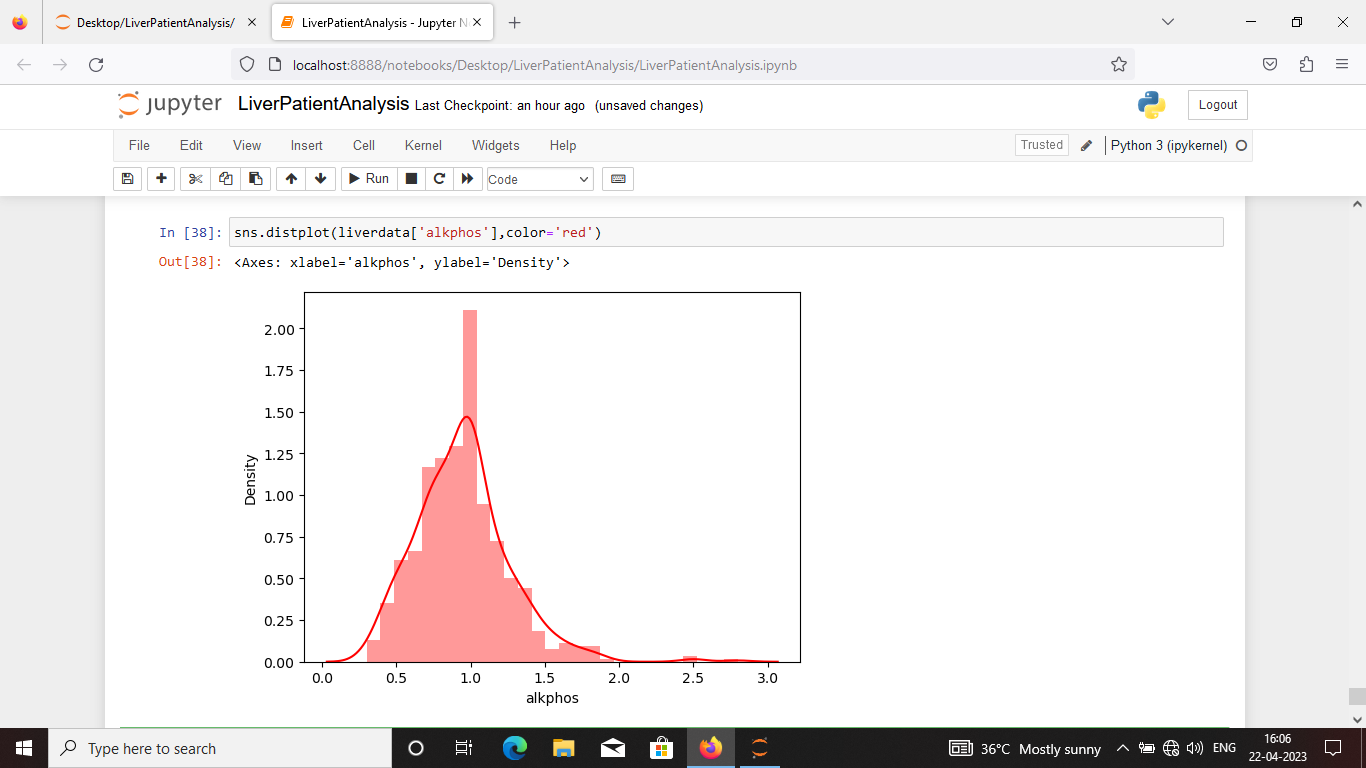 Desktop/LiverPatientAnalysis/
LiverPatientAnalysis - Jupyter N
localhost:8888/notebooks/Desktop/LiverPatientAnalysis/LiverPatientAnalysis.ipynb
jupyter LiverPatientAnalysis Last Checkpoint: an hour ago (unsaved changes)
Logout
File Edit View Insert Cell Kernel Widgets Help
Trusted
Python 3 (ipykernel)
Run
Code
In [38]: sns.distplot(liverdata['alkphos'],color='red')
Out[38]: <Axes: xlabel='alkphos', ylabel='Density'>
2.00
1.75
1.50
1.25
1.00
0.75
0.50
0.25
0.00
Density
0.0 0.5 1.0 1.5 2.0 2.5 3.0
alkphos
Type here to search
36°C Mostly sunny
ENG
16:06
22-04-2023